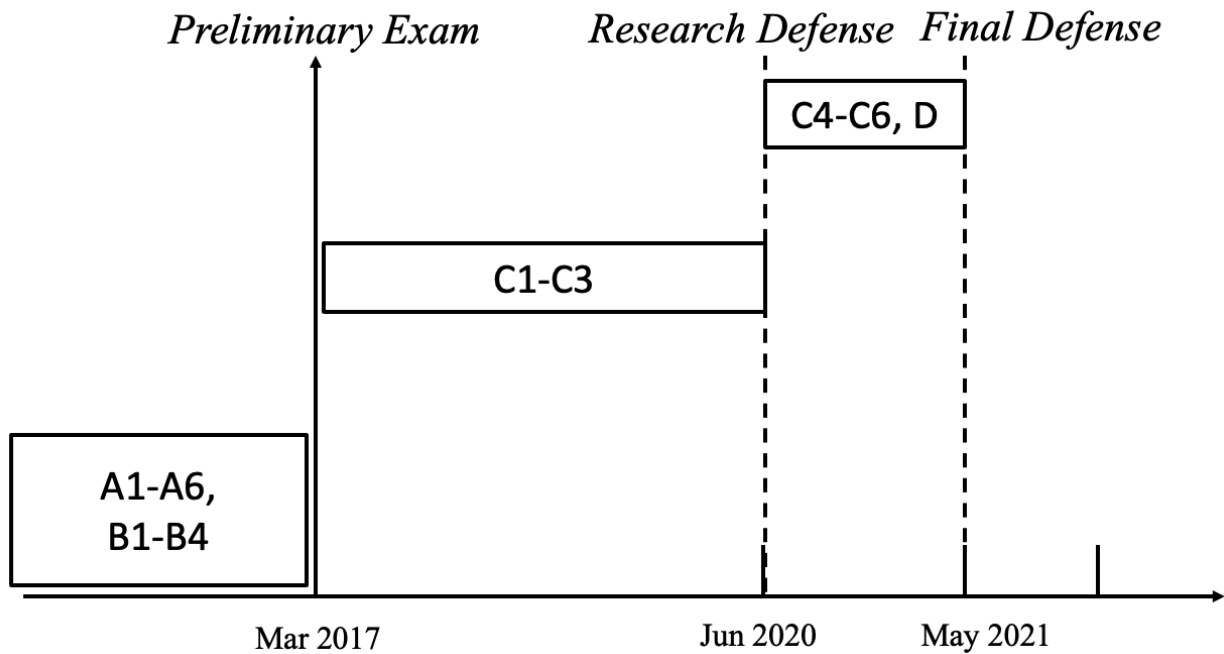 Preliminary Exam
Research Defense
Final Defense
C4-C6, D
C1-C3
A1-A6,
B1-B4
Mar 2017
Jun 2020
May 2021